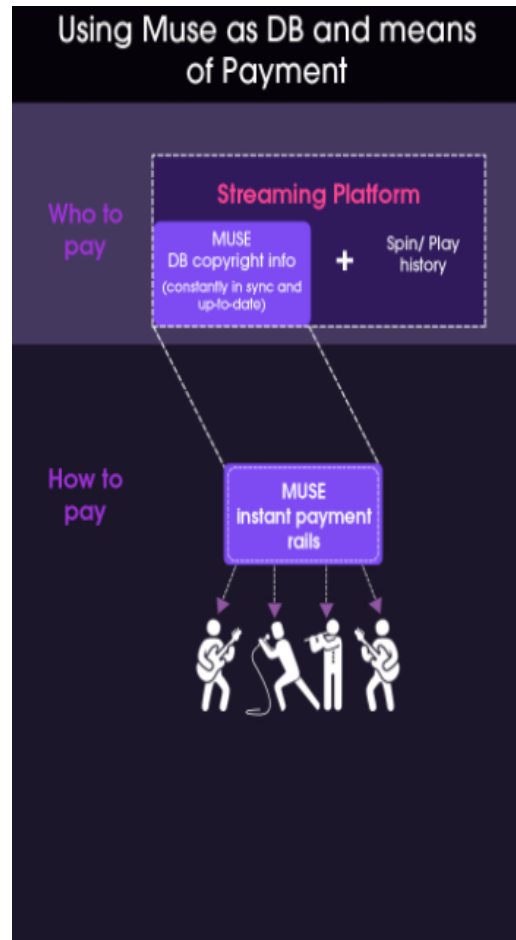 Using Muse as DB and means
of Payment
Who to
pay
Streaming Platform
MUSE
DB copyright info
(constantly in sync and
up-to-date)
+
Spin/ Play
history
How to
pay
MUSE
instant payment
rails